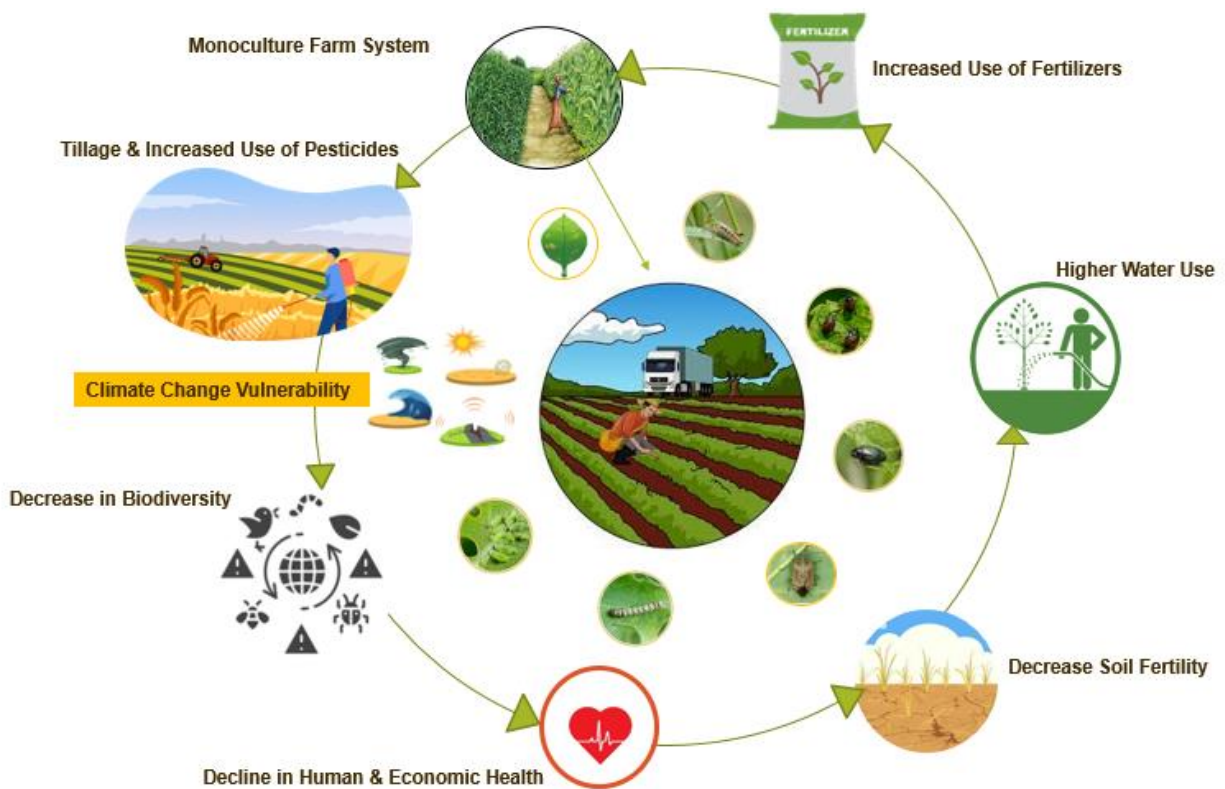 Monoculture Farm System
FERTILIZER
Increased Use of Fertilizers
Tillage & Increased Use of Pesticides
Higher Water Use
Climate Change Vulnerability
Decrease in Biodiversity
Decrease Soil Fertility
Decline in Human & Economic Health